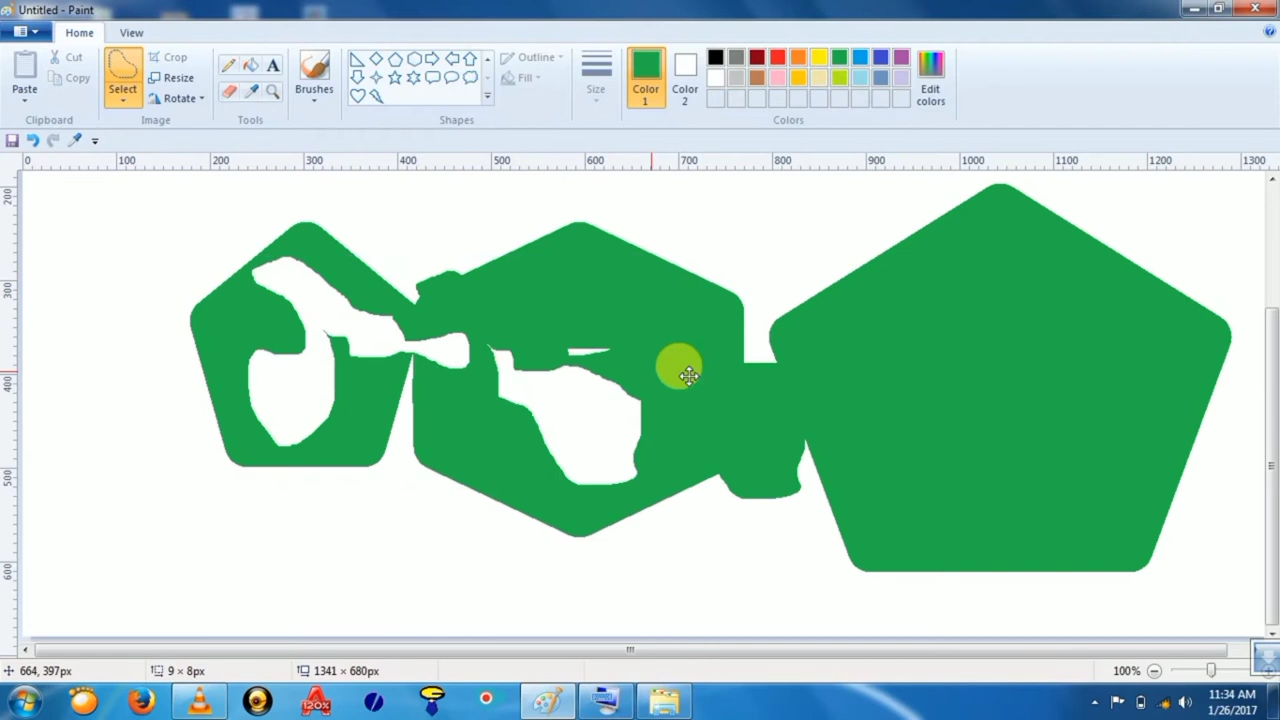 Untitled - Paint
Home View
Cut
Copy
Paste
Clipboard
Crop
Resize
Rotate
Select
Image
A
Tools
Brushes
Shapes
Outline
Fill
Size
Color 1
Color 2
Edit colors
Colors
0 100 200 300 400 500 600 700 800 900 1000 1100 1200 1300
200
300
400
500
600
664, 397px 9 × 8px 1341 × 680px 100%
120%
11:34 AM
1/26/2017